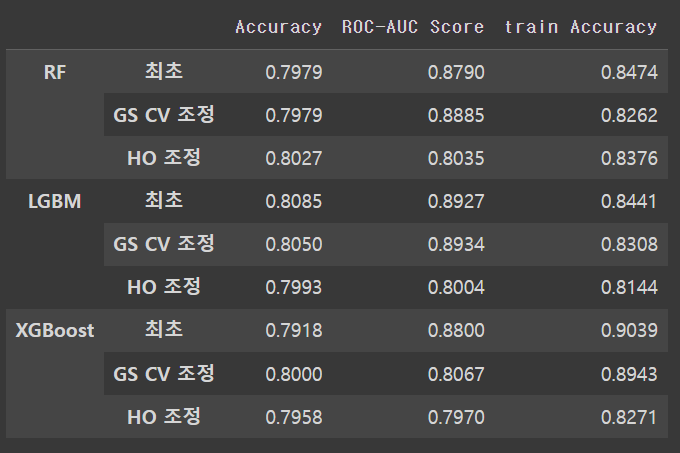 Accuracy ROC-AUC Score train Accuracy
RF 최초 0.7979 0.8790 0.8474
GS CV 조정 0.7979 0.8885 0.8262
HO 조정 0.8027 0.8035 0.8376
LGBM 최초 0.8085 0.8927 0.8441
GS CV 조정 0.8050 0.8934 0.8308
HO 조정 0.7993 0.8004 0.8144
XGBoost 최초 0.7918 0.8800 0.9039
GS CV 조정 0.8000 0.8067 0.8943
HO 조정 0.7958 0.7970 0.8271